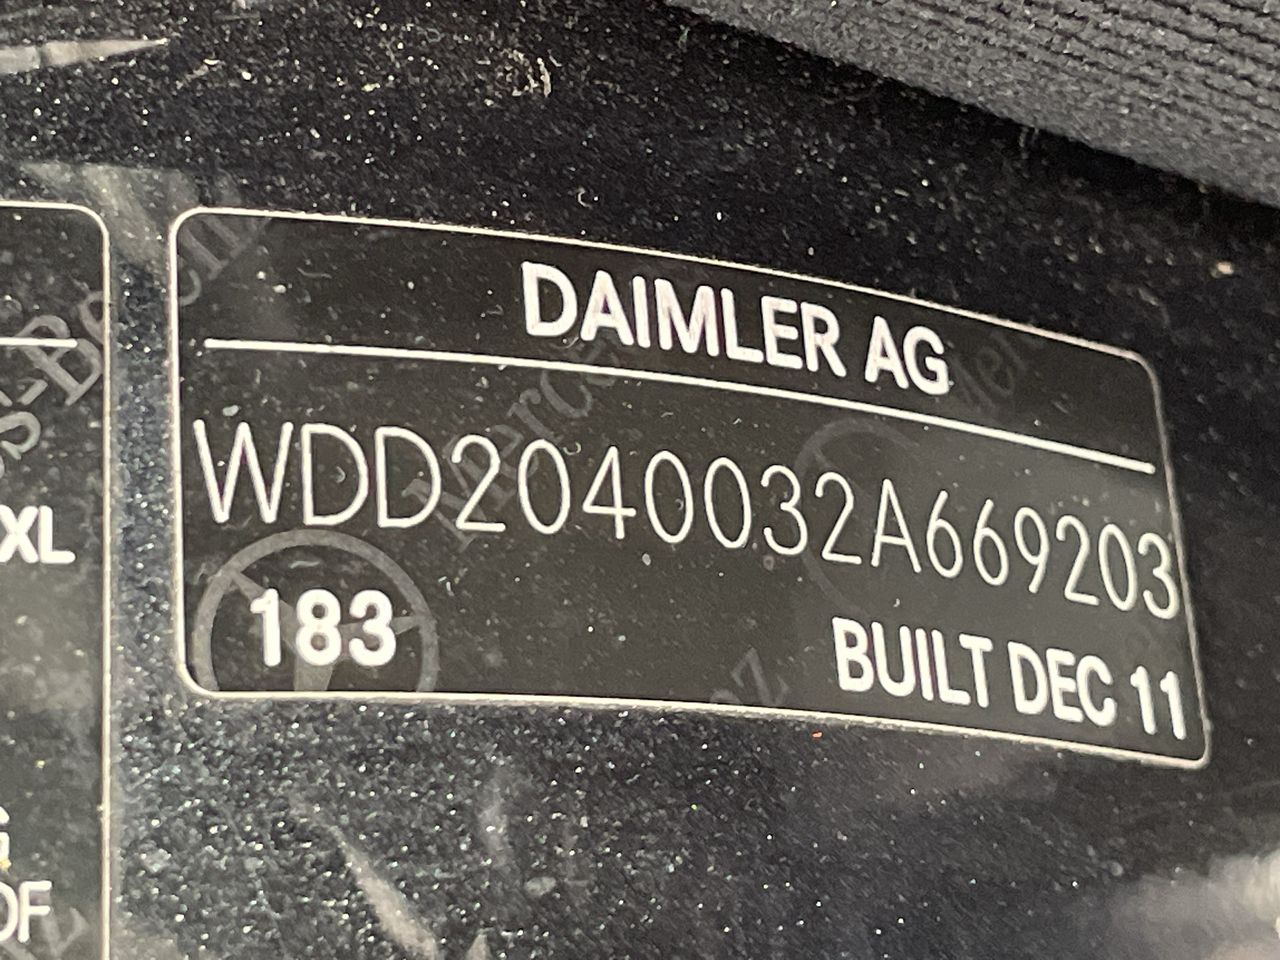 DAIMLER AG
WDD2040032A669203
183
BUILT DEC 11
XL